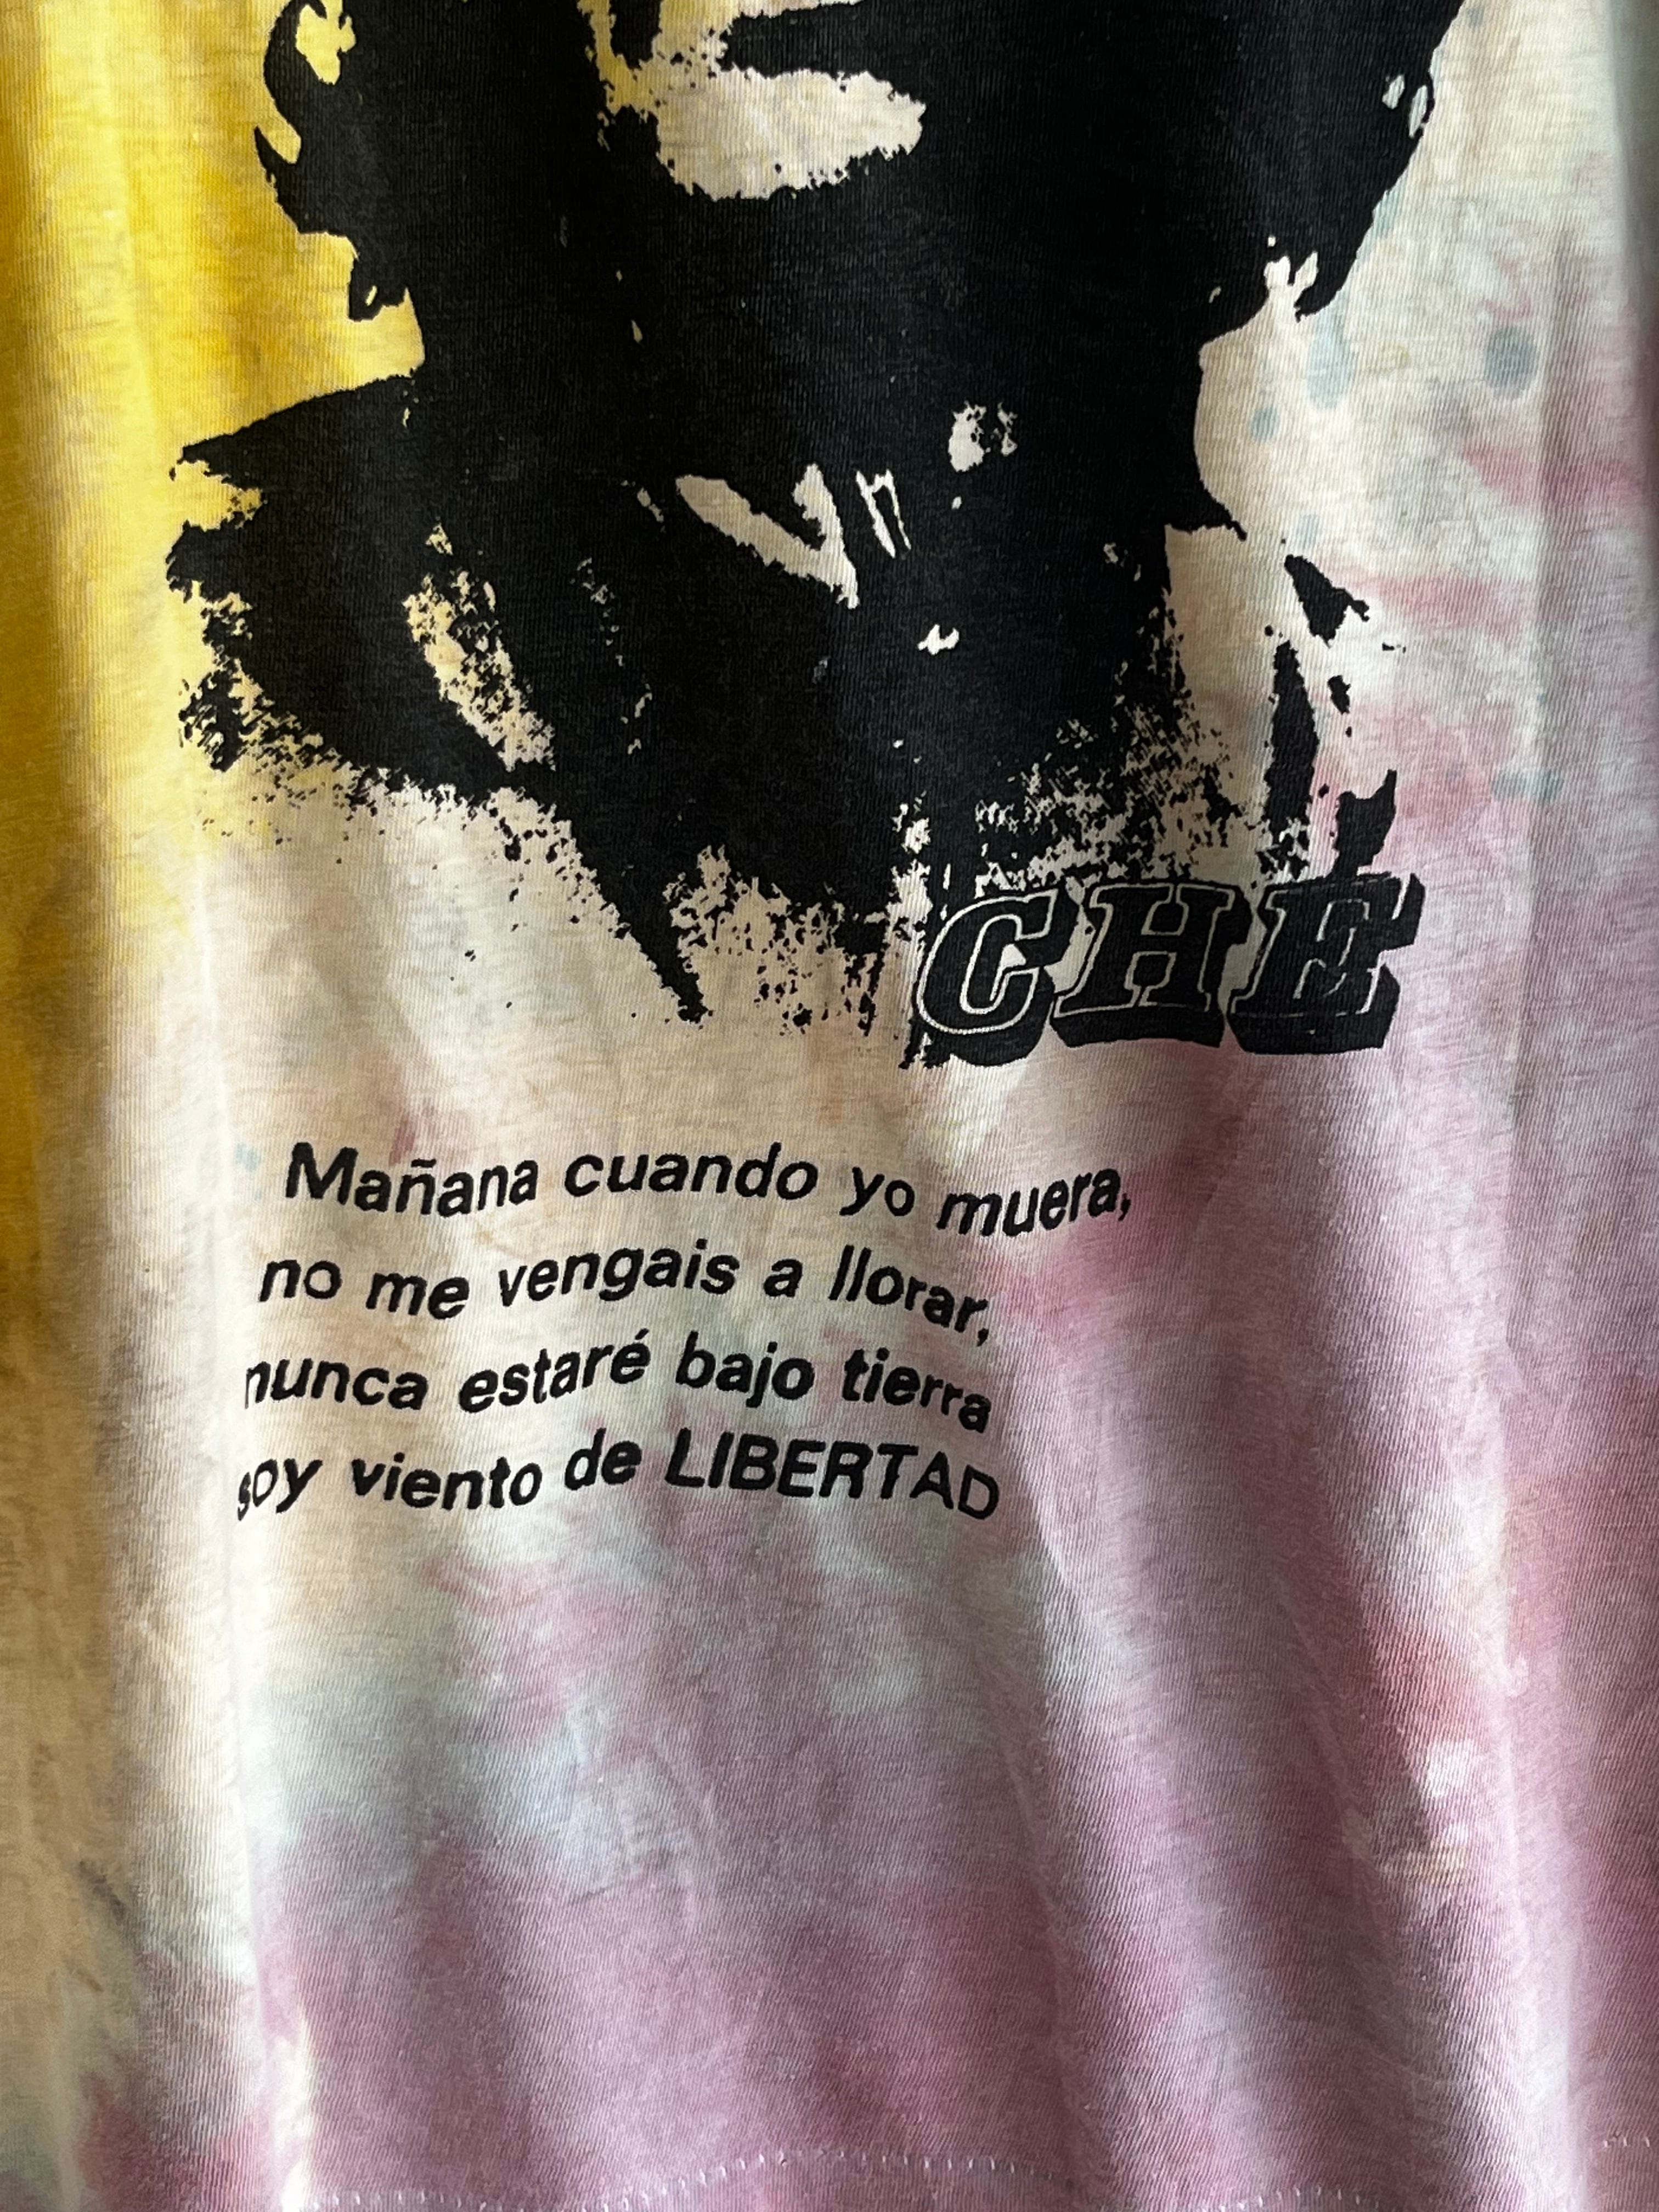 CHE
Mañana cuando yo muera,
no me vengais a llorar,
nunca estaré bajo tierra
soy viento de LIBERTAD